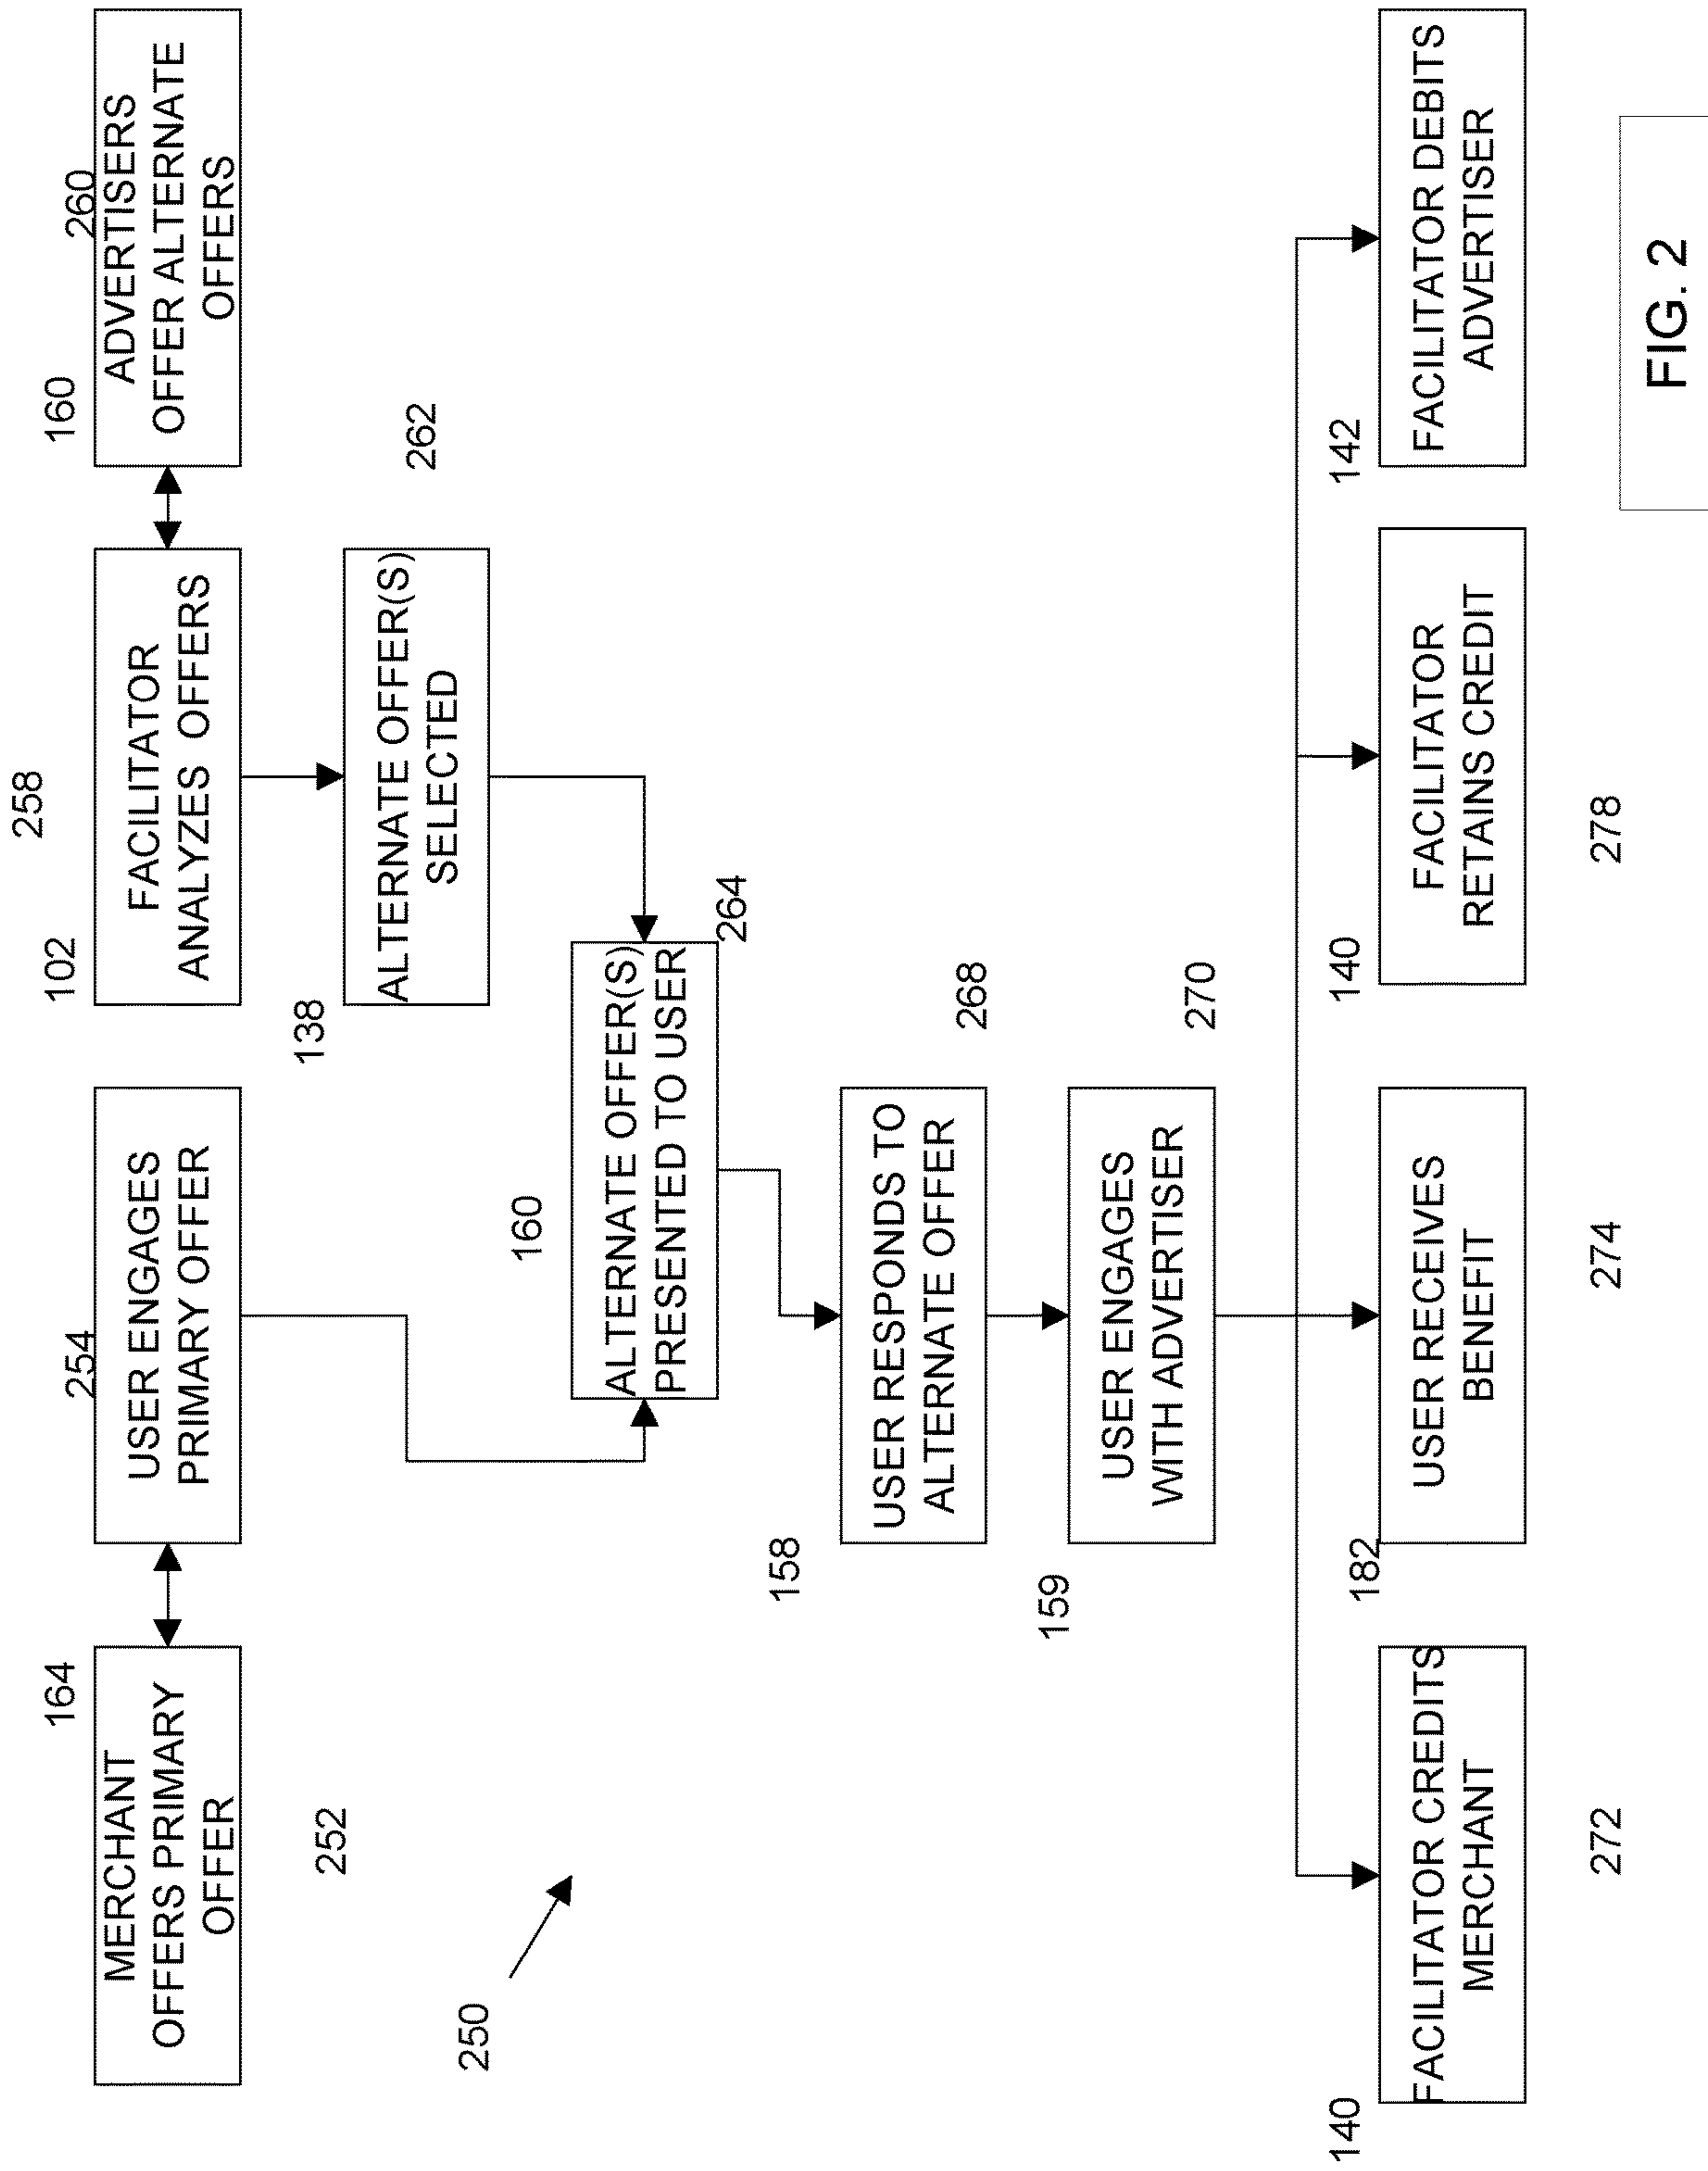 164
MERCHANT
OFFERS PRIMARY
OFFER
252
254
USER ENGAGES
PRIMARY OFFER
258
102
FACILITATOR
ANALYZES OFFERS
160
260
ADVERTISERS
OFFER ALTERNATE
OFFERS
138
ALTERNATE OFFER(S)
SELECTED
262
250
160
ALTERNATE OFFER(S)
PRESENTED TO USER
264
158
USER RESPONDS TO
ALTERNATE OFFER
268
159
USER ENGAGES
WITH ADVERTISER
270
140
FACILITATOR CREDITS
MERCHANT
272
182
USER RECEIVES
BENEFIT
274
140
FACILITATOR
RETAINS CREDIT
278
142
FACILITATOR DEBITS
ADVERTISER
FIG. 2